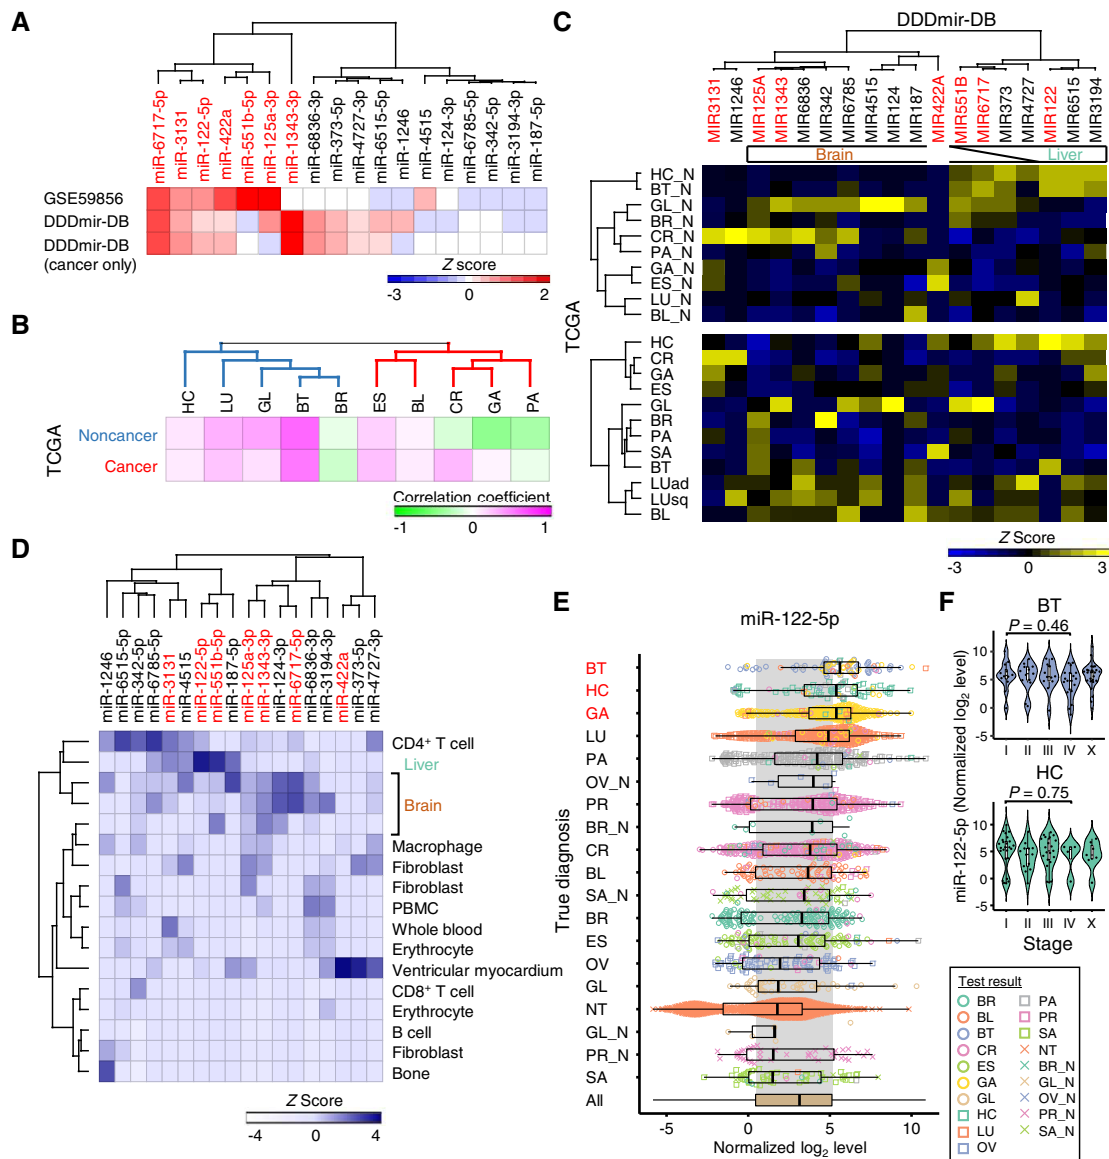 A
miR-6717-5p
miR-3131
miR-122-5p
miR-422a
miR-551b-5p
miR-125a-3p
miR-1343-3p
miR-6836-3p
miR-373-5p
miR-4727-3p
miR-6515-5p
miR-1246
miR-4515
miR-124-3p
miR-6785-5p
miR-342-5p
miR-3194-3p
miR-187-5p
GSE59856
DDDmir-DB
DDDmir-DB
(cancer only)
Z score
-3 0 2
B
HC
LU
GL
BT
BR
ES
BL
CR
GA
PA
TCGA
Noncancer
Cancer
Correlation coefficient
-1 0 1
C
DDDmir-DB
MIR3131
MIR1246
MIR125A
MIR1343
MIR6836
MIR342
MIR6785
MIR4515
MIR124
MIR187
MIR422A
MIR551B
MIR6717
MIR373
MIR4727
MIR122
MIR6515
MIR3194
Brain
Liver
TCGA
HC_N
BT_N
GL_N
BR_N
CR_N
PA_N
GA_N
ES_N
LU_N
BL_N
HC
CR
GA
ES
GL
BR
PA
SA
BT
LUad
LUsq
BL
Z Score
-3 0 3
D
miR-1246
miR-6515-5p
miR-342-5p
miR-6785-5p
miR-3131
miR-4515
miR-122-5p
miR-551b-5p
miR-187-5p
miR-125a-3p
miR-1343-3p
miR-124-3p
miR-6717-5p
miR-6836-3p
miR-3194-3p
miR-422a
miR-373-5p
miR-4727-3p
CD4⁺ T cell
Liver
Brain
Macrophage
Fibroblast
Fibroblast
PBMC
Whole blood
Erythrocyte
Ventricular myocardium
CD8⁺ T cell
Erythrocyte
B cell
Fibroblast
Bone
Z Score
-4 0 4
E
miR-122-5p
True diagnosis
BT
HC
GA
LU
PA
OV_N
PR
BR_N
CR
BL
SA_N
BR
ES
OV
GL
NT
GL_N
PR_N
SA
All
-5 0 5 10
Normalized log₂ level
F
BT
P = 0.46
10
5
0
-5
I II III IV X
HC
P = 0.75
10
5
0
-5
I II III IV X
miR-122-5p (Normalized log₂ level)
Stage
Test result
BR
BL
BT
CR
ES
GA
GL
HC
LU
OV
PA
PR
SA
NT
BR_N
GL_N
OV_N
PR_N
SA_N